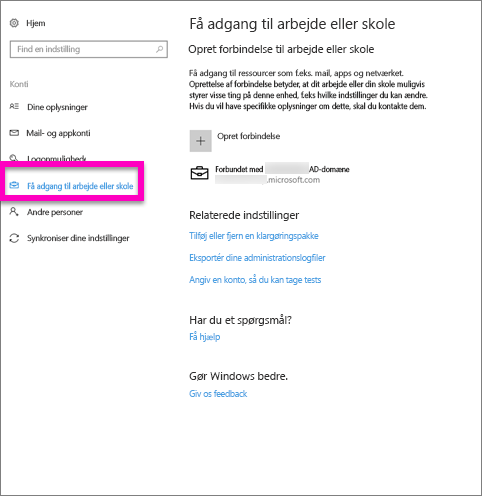 Hjem
Find en indstilling
Konti
Dine oplysninger
Mail- og appkonti
Logonmuligheder
Få adgang til arbejde eller skole
Andre personer
Synkroniser dine indstillinger
Få adgang til arbejde eller skole
Opret forbindelse til arbejde eller skole
Få adgang til ressourcer som f.eks. mail, apps og netværket.
Oprettelse af forbindelse betyder, at dit arbejde eller din skole muligvis
styrer visse ting på denne enhed, f.eks hvilke indstillinger du kan ændre.
Hvis du vil have specifikke oplysninger om dette, skal du kontakte dem.
Opret forbindelse
Forbundet med AD-domæne
.microsoft.com
Relaterede indstillinger
Tilføj eller fjern en klargøringspakke
Eksportér dine administrationslogfiler
Angiv en konto, så du kan tage tests
Har du et spørgsmål?
Få hjælp
Gør Windows bedre.
Giv os feedback